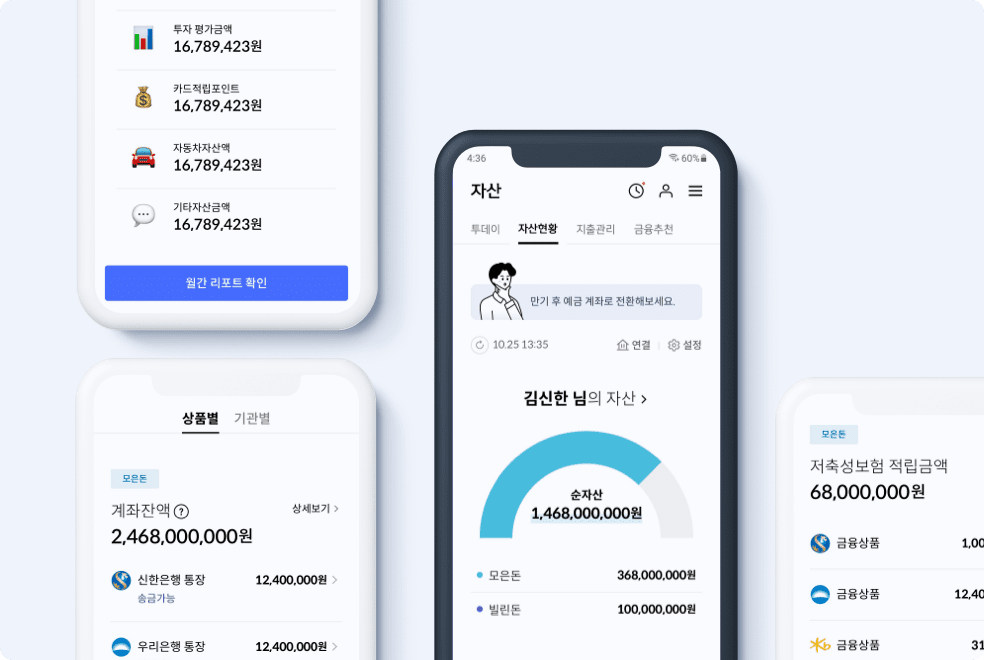 투자 평가금액
16,789,423원
카드적립포인트
16,789,423원
자동차자산액
16,789,423원
기타자산금액
16,789,423원
월간 리포트 확인
상품별 기관별
모은돈
계좌잔액 ? 상세보기 >
2,468,000,000원
신한은행 통장 12,400,000원 >
송금가능
우리은행 통장 12,400,000원 >
4:36 60%
자산
투데이 자산현황 지출관리 금융추천
만기 후 예금 계좌로 전환해보세요.
10.25 13:35 연결 | 설정
김신한 님의 자산 >
순자산
1,468,000,000원
모은돈 368,000,000원
빌린돈 100,000,000원
모은돈
저축성보험 적립금액
68,000,000원
금융상품 1,00
금융상품 12,40
금융상품 31